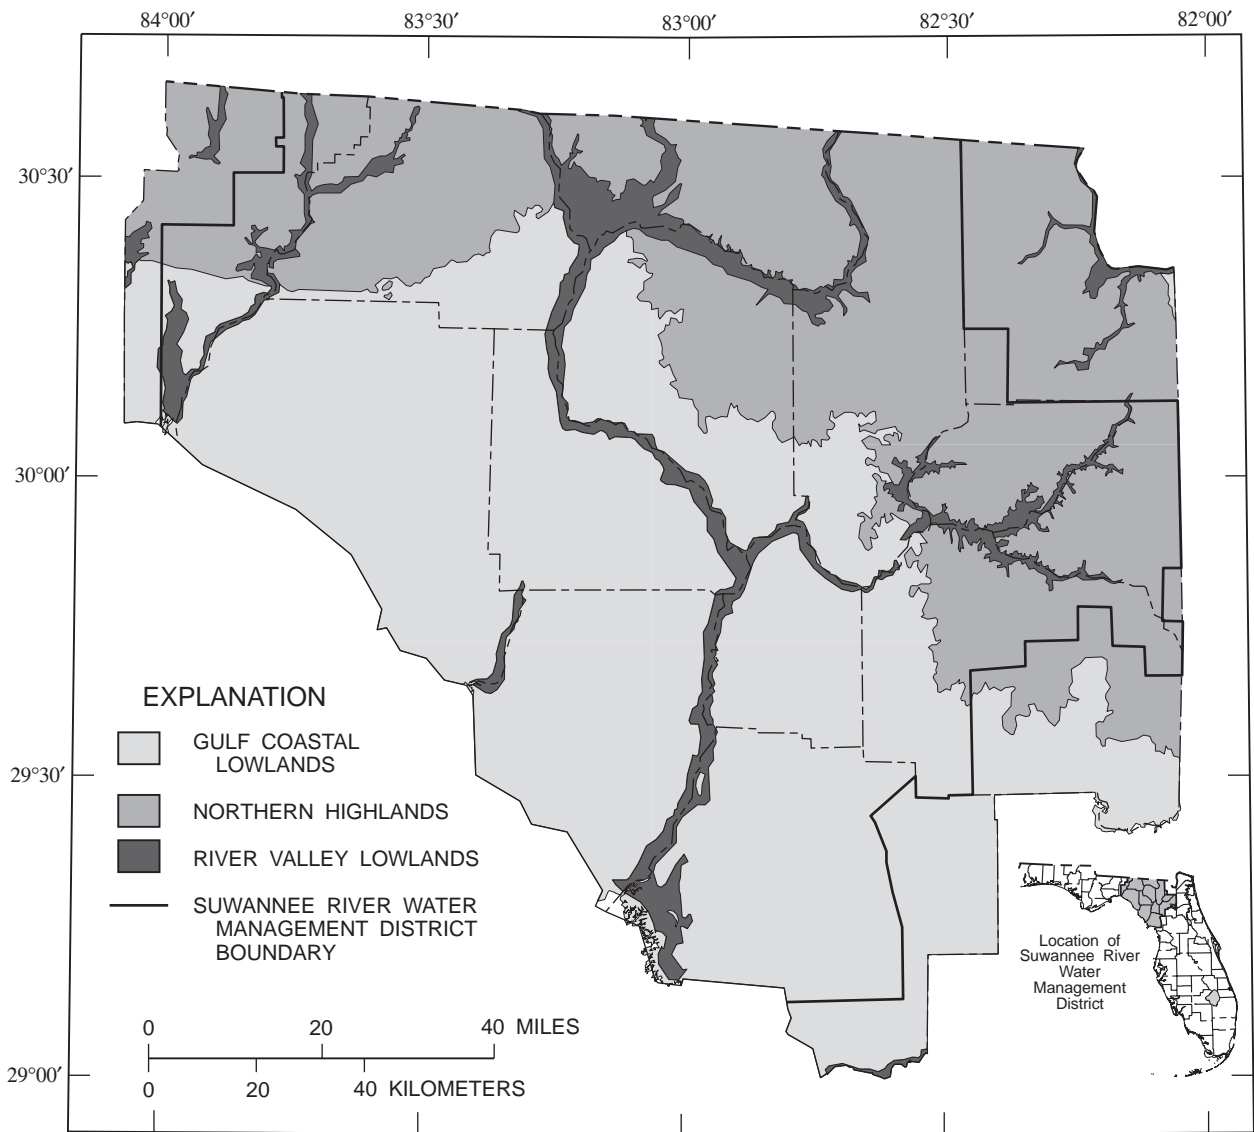 84°00′ 83°30′ 83°00′ 82°30′ 82°00′
30°30′
30°00′
29°30′
29°00′
EXPLANATION
GULF COASTAL
LOWLANDS
NORTHERN HIGHLANDS
RIVER VALLEY LOWLANDS
SUWANNEE RIVER WATER
MANAGEMENT DISTRICT
BOUNDARY
0 20 40 MILES
0 20 40 KILOMETERS
Location of
Suwannee River
Water
Management
District